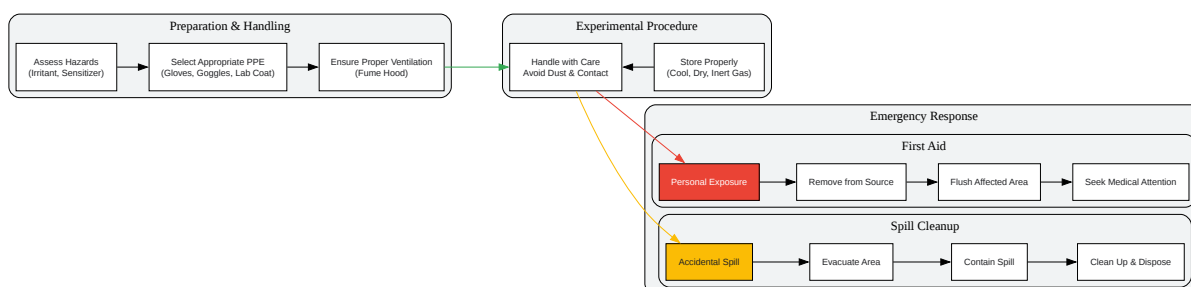 Preparation & Handling
Assess Hazards
(Irritant, Sensitizer)
Select Appropriate PPE
(Gloves, Goggles, Lab Coat)
Ensure Proper Ventilation
(Fume Hood)
Experimental Procedure
Handle with Care
Avoid Dust & Contact
Store Properly
(Cool, Dry, Inert Gas)
Emergency Response
First Aid
Personal Exposure
Remove from Source
Flush Affected Area
Seek Medical Attention
Spill Cleanup
Accidental Spill
Evacuate Area
Contain Spill
Clean Up & Dispose